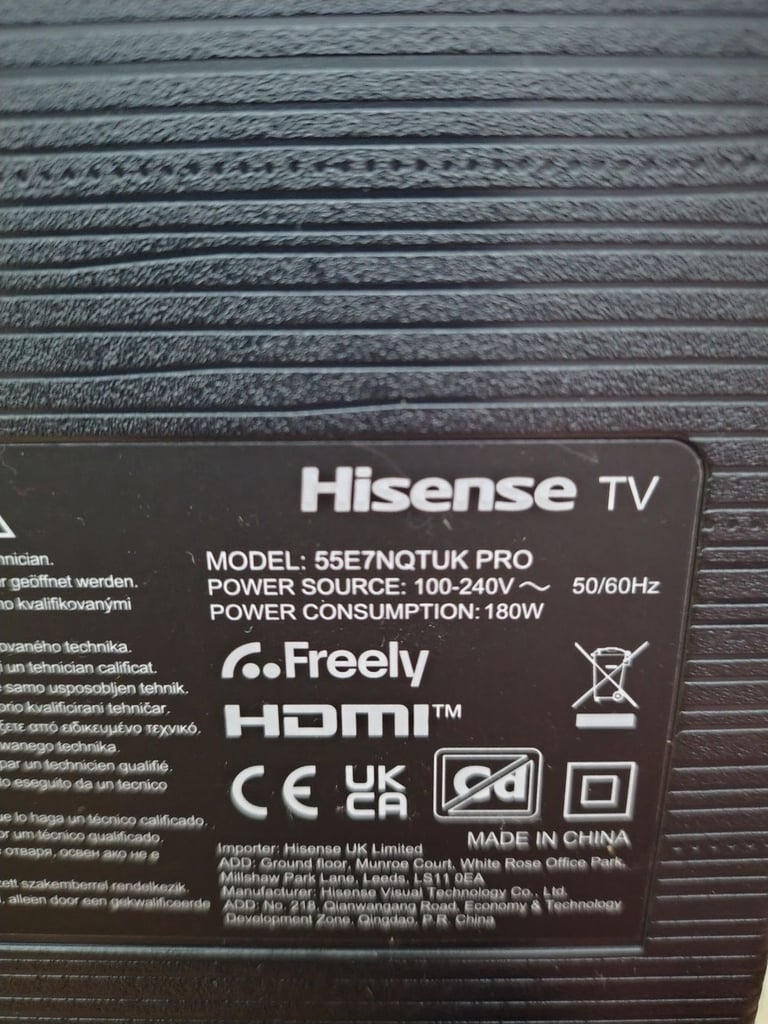 Hisense TV
MODEL: 55E7NQTUK PRO
POWER SOURCE: 100-240V～ 50/60Hz
POWER CONSUMPTION: 180W
Freely
HDMI™
CE UK CA Cd
MADE IN CHINA
Importer: Hisense UK Limited
ADD: Ground floor, Munroe Court, White Rose Office Park,
Millshaw Park Lane, Leeds, LS11 0EA
Manufacturer: Hisense Visual Technology Co., Ltd.
ADD: No. 218, Qianwangang Road, Economy & Technology
Development Zone, Qingdao, P.R. China
hnician.
r geöffnet werden.
no kvalifikovanými
ovaného technika.
i un tehnician calificat.
samo usposobljen tehnik.
orio kvalificirani tehničar.
ξετε από ειδικευμένο τεχνικό.
wanego technika.
par un technicien qualifié.
to eseguito da un tecnico
ue lo haga un técnico calificado.
or um técnico qualificado.
отваря, освен ако не е
zett szakemberrel rendelkezik.
, alleen door een gekwalificeerde